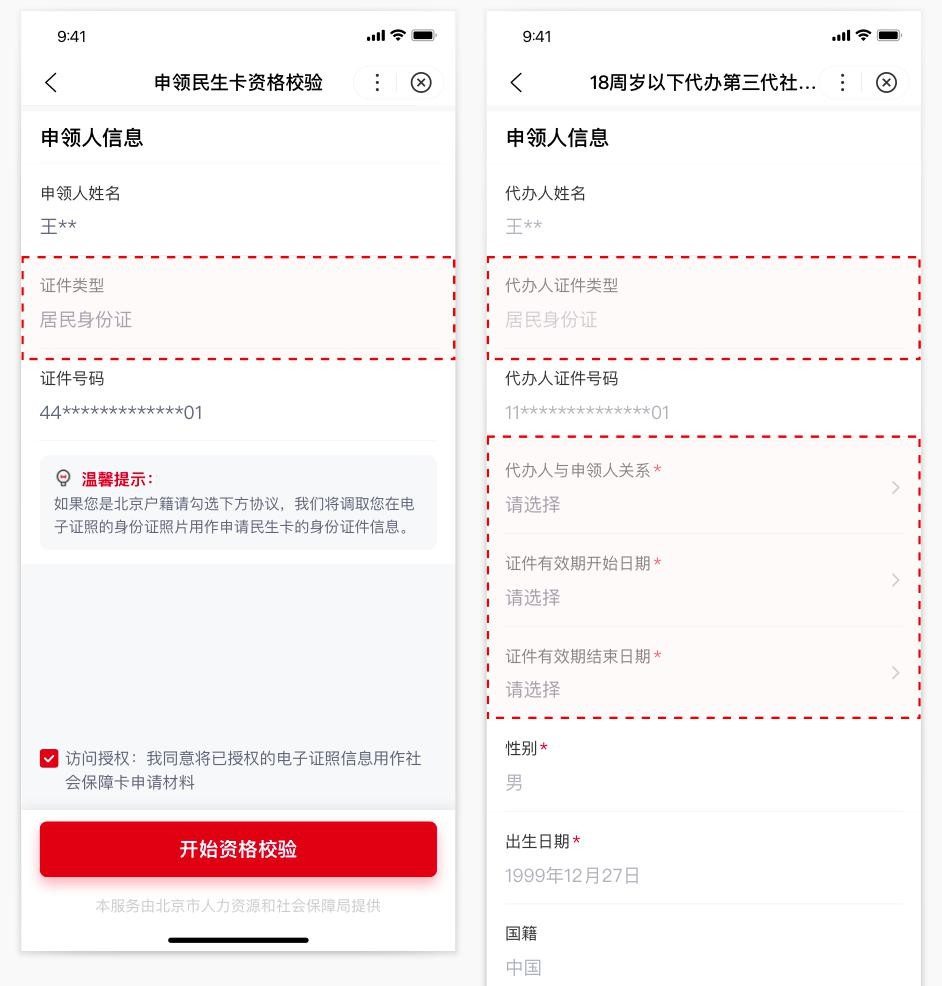 9:41
申领民生卡资格校验
申领人信息
申领人姓名
王**
证件类型
居民身份证
证件号码
44*************01
温馨提示：
如果您是北京户籍请勾选下方协议，我们将调取您在电
子证照的身份证照片用作申请民生卡的身份证件信息。
访问授权：我同意将已授权的电子证照信息用作社
会保障卡申请材料
开始资格校验
本服务由北京市人力资源和社会保障局提供
9:41
18周岁以下代办第三代社...
申领人信息
代办人姓名
王**
代办人证件类型
居民身份证
代办人证件号码
11**************01
代办人与申领人关系*
请选择
证件有效期开始日期*
请选择
证件有效期结束日期*
请选择
性别*
男
出生日期*
1999年12月27日
国籍
中国